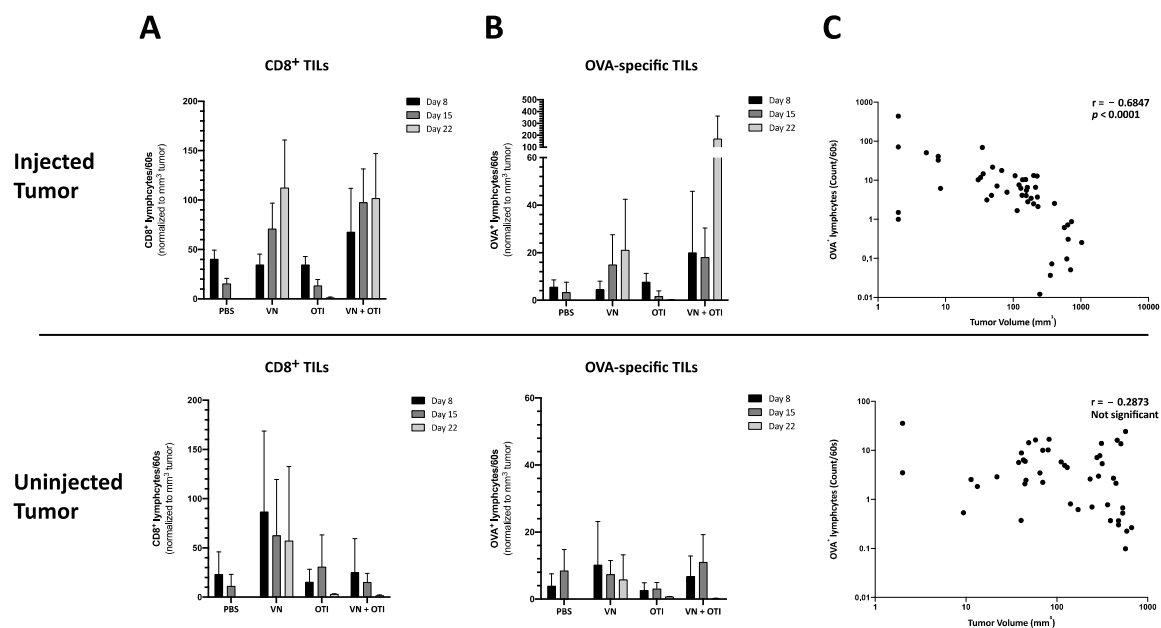 A
B
C
Injected
Tumor
CD8+ TILs
CD8+ lymphcytes/60s
(normalized to mm3 tumor)
200
150
100
50
0
PBS
VN
OTI
VN + OTI
Day 8
Day 15
Day 22
OVA-specific TILs
OVA+ lymphcytes/60s
(normalized to mm3 tumor)
500
400
300
200
100
60
40
20
0
PBS
VN
OTI
VN + OTI
Day 8
Day 15
Day 22
r = − 0.6847
p < 0.0001
OVA+ lymphcytes (Count/60s)
1000
100
10
1
0.1
0.01
1
10
100
1000
10000
Tumor Volume (mm3)
Uninjected
Tumor
CD8+ TILs
CD8+ lymphcytes/60s
(normalized to mm3 tumor)
200
150
100
50
0
PBS
VN
OTI
VN + OTI
Day 8
Day 15
Day 22
OVA-specific TILs
OVA+ lymphcytes/60s
(normalized to mm3 tumor)
60
40
20
0
PBS
VN
OTI
VN + OTI
Day 8
Day 15
Day 22
r = − 0.2873
Not significant
OVA+ lymphcytes (Count/60s)
100
10
1
0.1
0,01
1
10
100
1000
Tumor Volume (mm3)